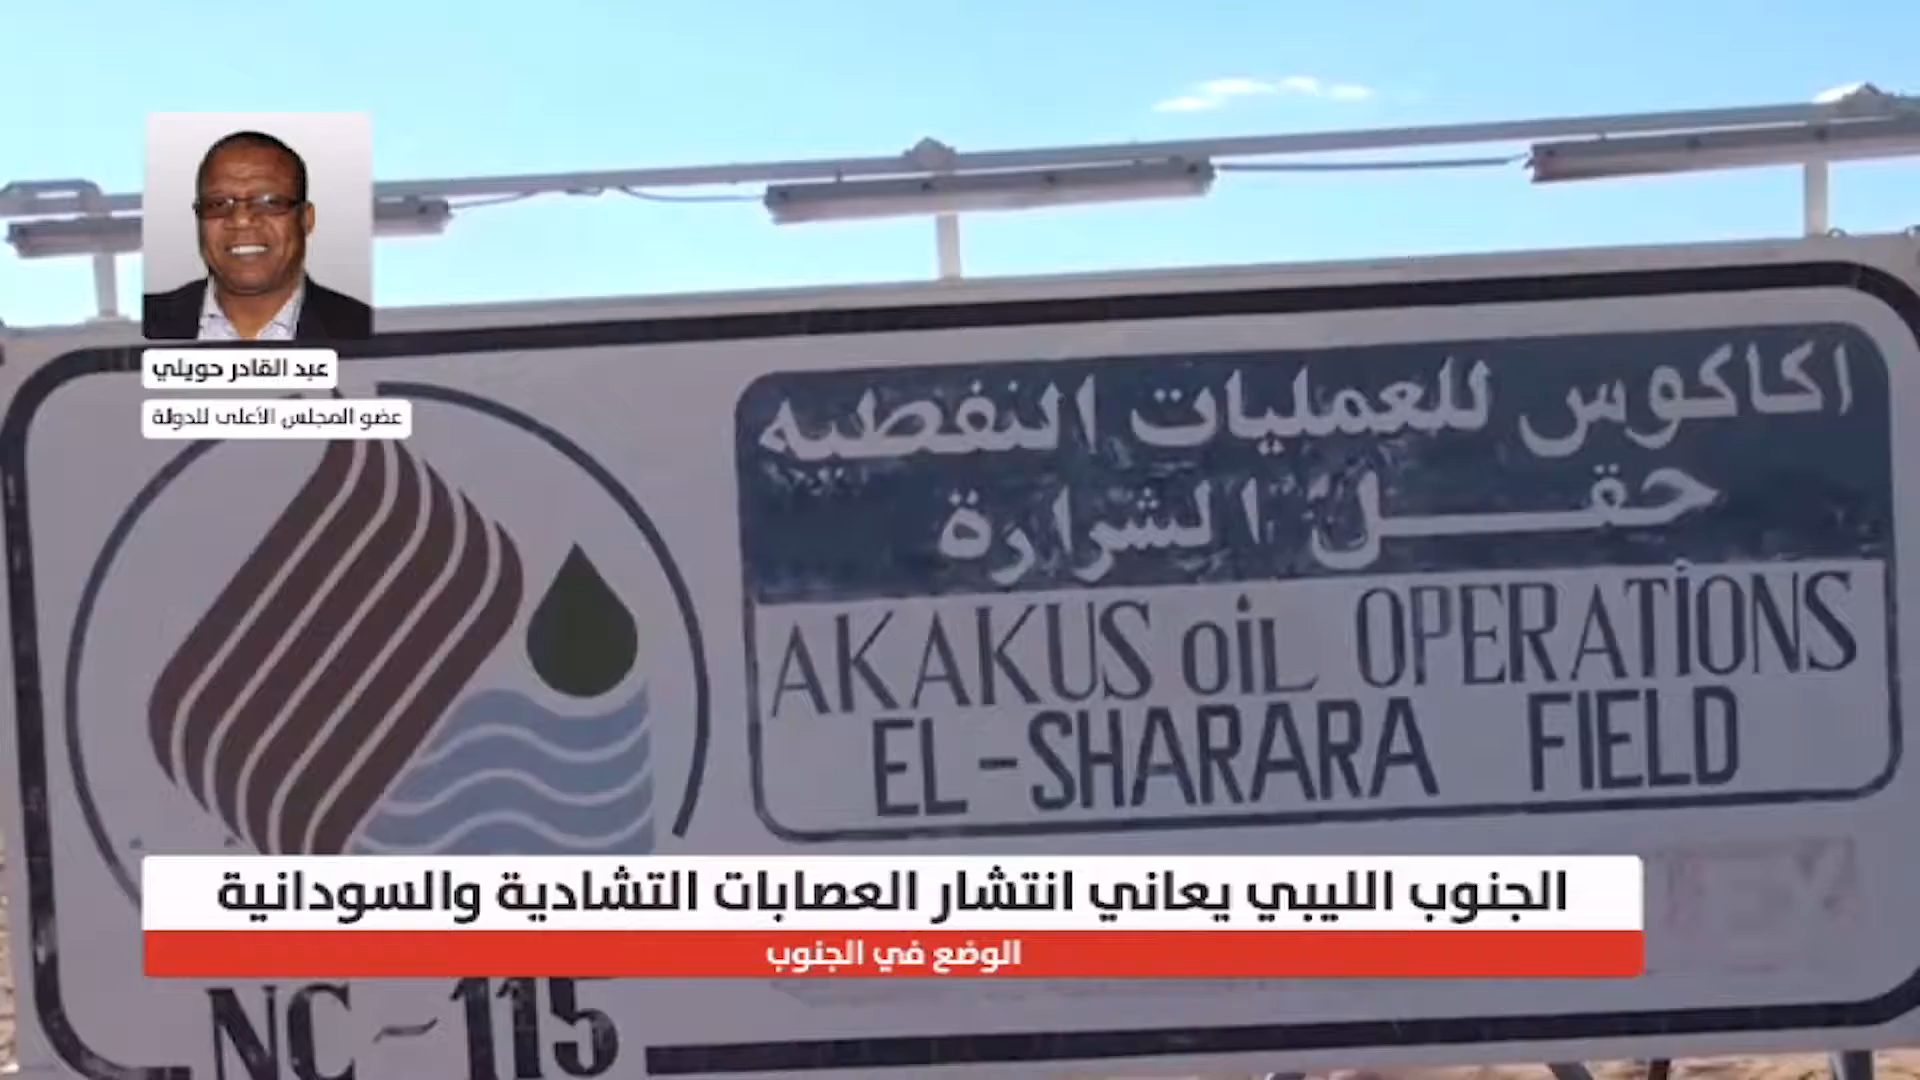 عبد القادر حويلي
عضو المجلس الأعلى للدولة
اكاكوس للعمليات النفطيه
حقل الشرارة
AKAKUS OIL OPERATIONS
EL-SHARARA FIELD
الجنوب الليبي يعاني انتشار العصابات التشادية والسودانية
الوضع في الجنوب
NC-115